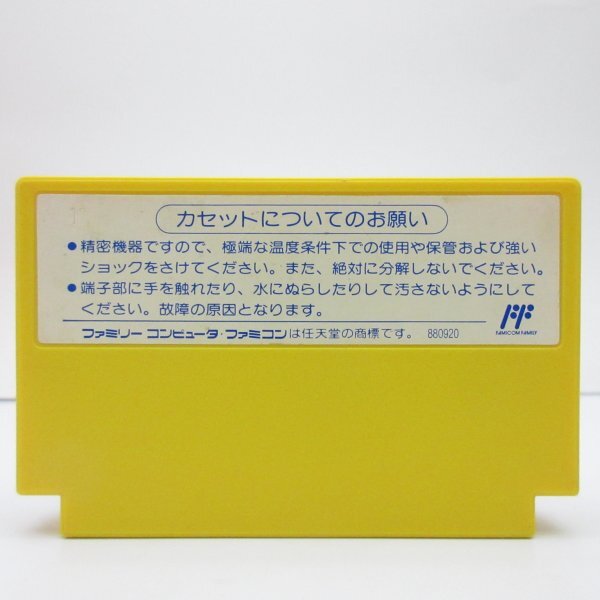 カセットについてのお願い
●精密機器ですので、極端な温度条件下での使用や保管および強い
ショックをさけてください。また、絶対に分解しないでください。
●端子部に手を触れたり、水にぬらしたりして汚さないようにして
ください。故障の原因となります。
FAMICOM FAMILY
ファミリー コンピュータ・ファミコンは任天堂の商標です。 880920